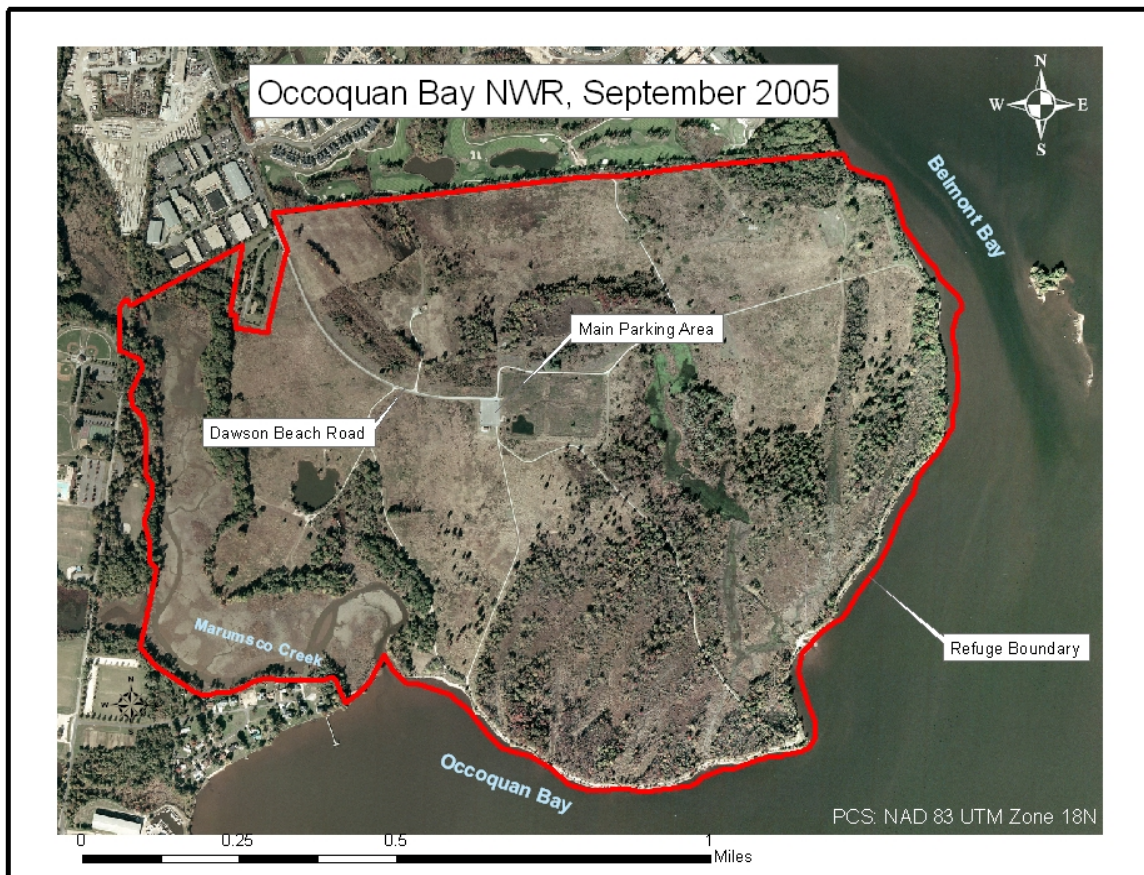 Occoquan Bay NWR, September 2005
N
W
E
S
Belmont Bay
Main Parking Area
Dawson Beach Road
Marumsco Creek
Refuge Boundary
W
N
Occoquan Bay
PCS: NAD 83 UTM Zone 18N
0
0.25
0.5
1
Miles